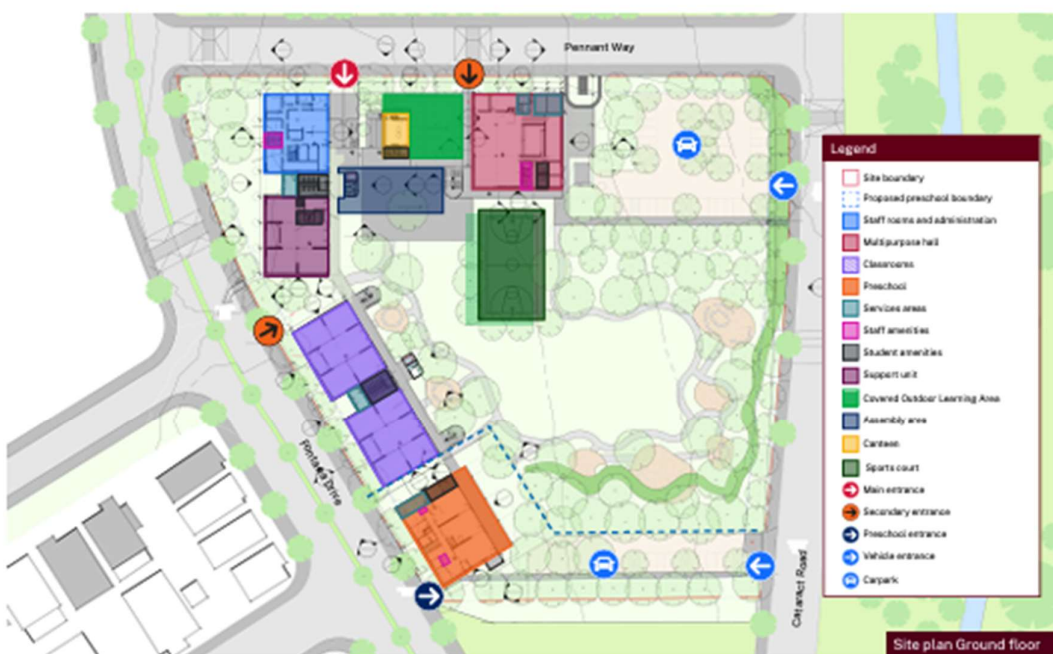 Pennant Way
Legend
Site boundary
Proposed preschool boundary
Staff rooms and administration
Multipurpose hall
Classrooms
Preschool
Services areas
Staff amenities
Student amenities
Support unit
Covered Outdoor Learning Area
Assembly area
Canteen
Sports court
Main entrance
Secondary entrance
Preschool entrance
Vehicle entrance
Carpark
Fontana Drive
Cataract Road
Site plan Ground floor